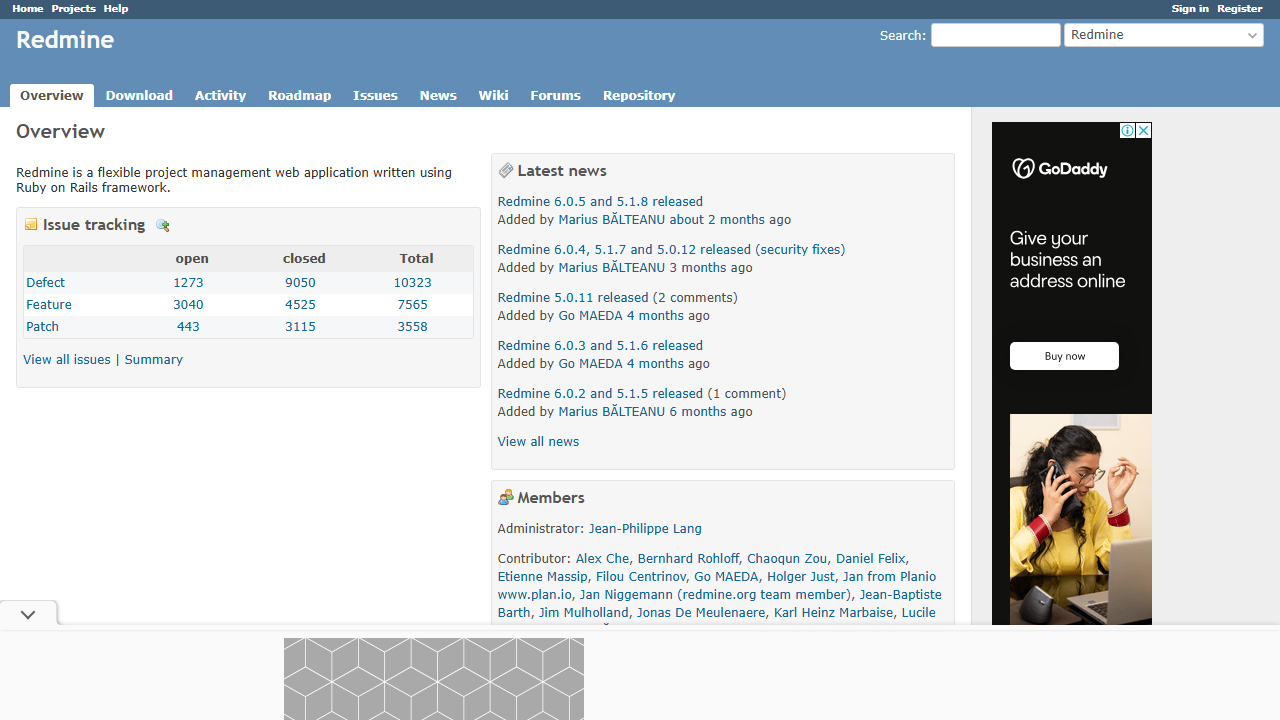 Home Projects Help
Sign in Register
Redmine
Search:
Redmine
Overview Download Activity Roadmap Issues News Wiki Forums Repository
Overview
Redmine is a flexible project management web application written using
Ruby on Rails framework.
Issue tracking
open closed Total
Defect 1273 9050 10323
Feature 3040 4525 7565
Patch 443 3115 3558
View all issues | Summary
Latest news
Redmine 6.0.5 and 5.1.8 released
Added by Marius BĂLTEANU about 2 months ago
Redmine 6.0.4, 5.1.7 and 5.0.12 released (security fixes)
Added by Marius BĂLTEANU 3 months ago
Redmine 5.0.11 released (2 comments)
Added by Go MAEDA 4 months ago
Redmine 6.0.3 and 5.1.6 released
Added by Go MAEDA 4 months ago
Redmine 6.0.2 and 5.1.5 released (1 comment)
Added by Marius BĂLTEANU 6 months ago
View all news
Members
Administrator: Jean-Philippe Lang
Contributor: Alex Che, Bernhard Rohloff, Chaoqun Zou, Daniel Felix,
Etienne Massip, Filou Centrinov, Go MAEDA, Holger Just, Jan from Planio
www.plan.io, Jan Niggemann (redmine.org team member), Jean-Baptiste
Barth, Jim Mulholland, Jonas De Meulenaere, Karl Heinz Marbaise, Lucile
GoDaddy
Give your
business an
address online
Buy now